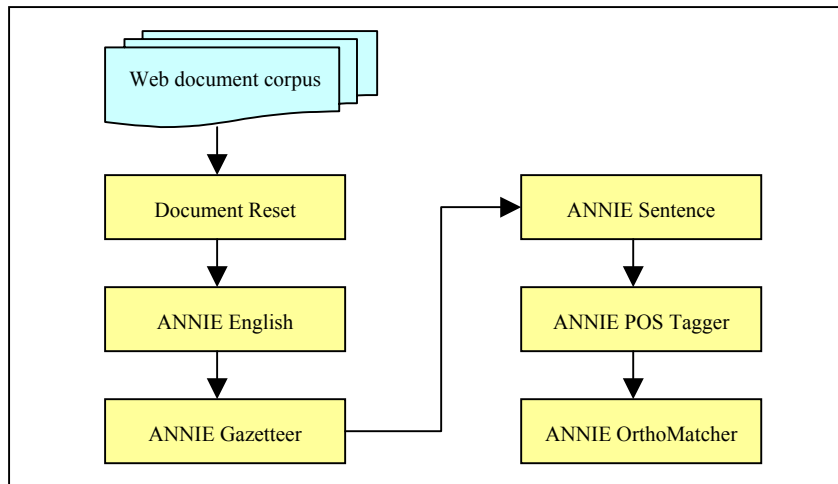 Web document corpus
Document Reset
ANNIE English
ANNIE Gazetteer
ANNIE Sentence
ANNIE POS Tagger
ANNIE OrthoMatcher